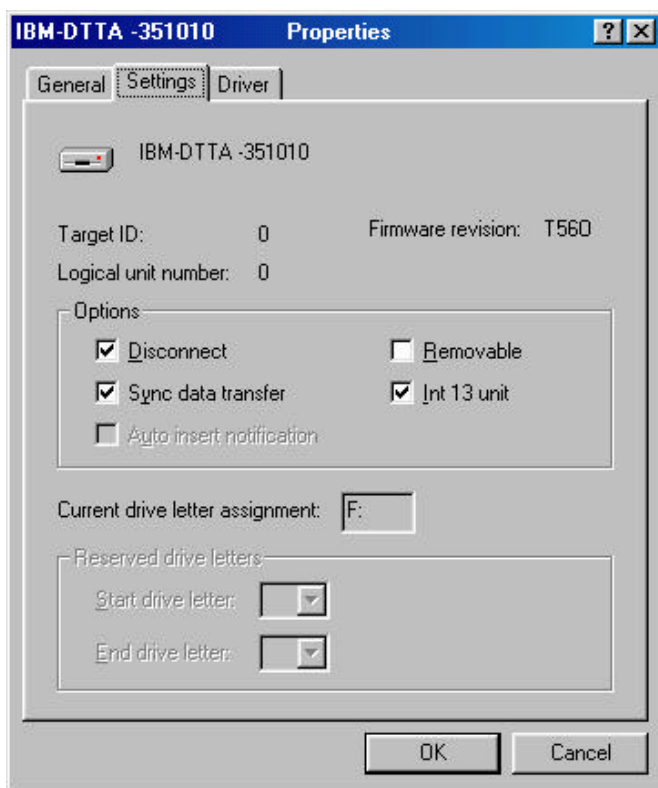 IBM-DTTA -351010 Properties
General Settings Driver
IBM-DTTA -351010
Target ID: 0 Firmware revision: T56O
Logical unit number: 0
Options
Disconnect Removable
Sync data transfer Int 13 unit
Auto insert notification
Current drive letter assignment: F:
Reserved drive letters
Start drive letter:
End drive letter:
OK Cancel